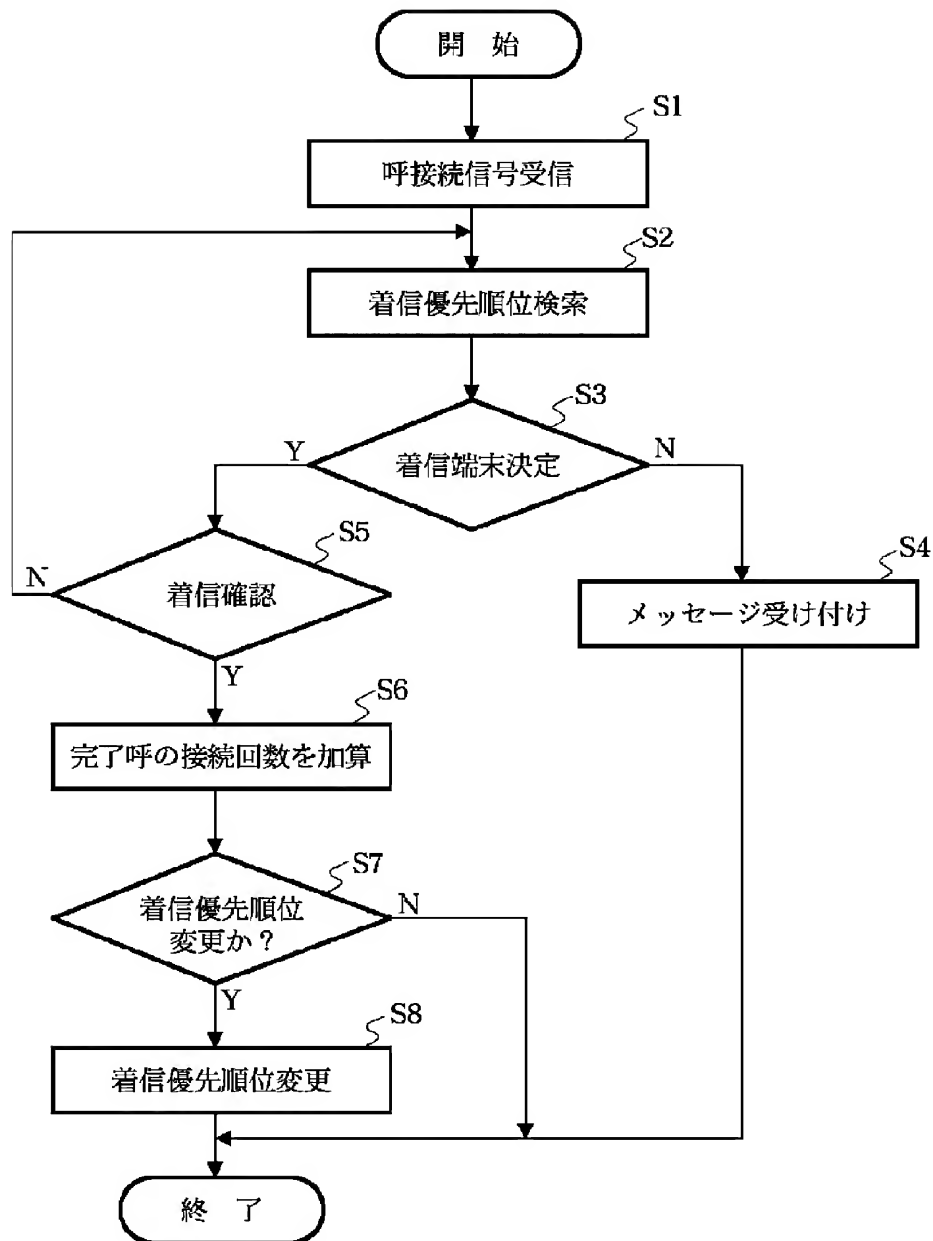 開 始
S1
呼接続信号受信
S2
着信優先順位検索
S3
着信端末決定
Y
N
S5
着信確認
N
Y
S4
メッセージ受け付け
S6
完了呼の接続回数を加算
S7
着信優先順位
変更か?
N
Y
S8
着信優先順位変更
終 了